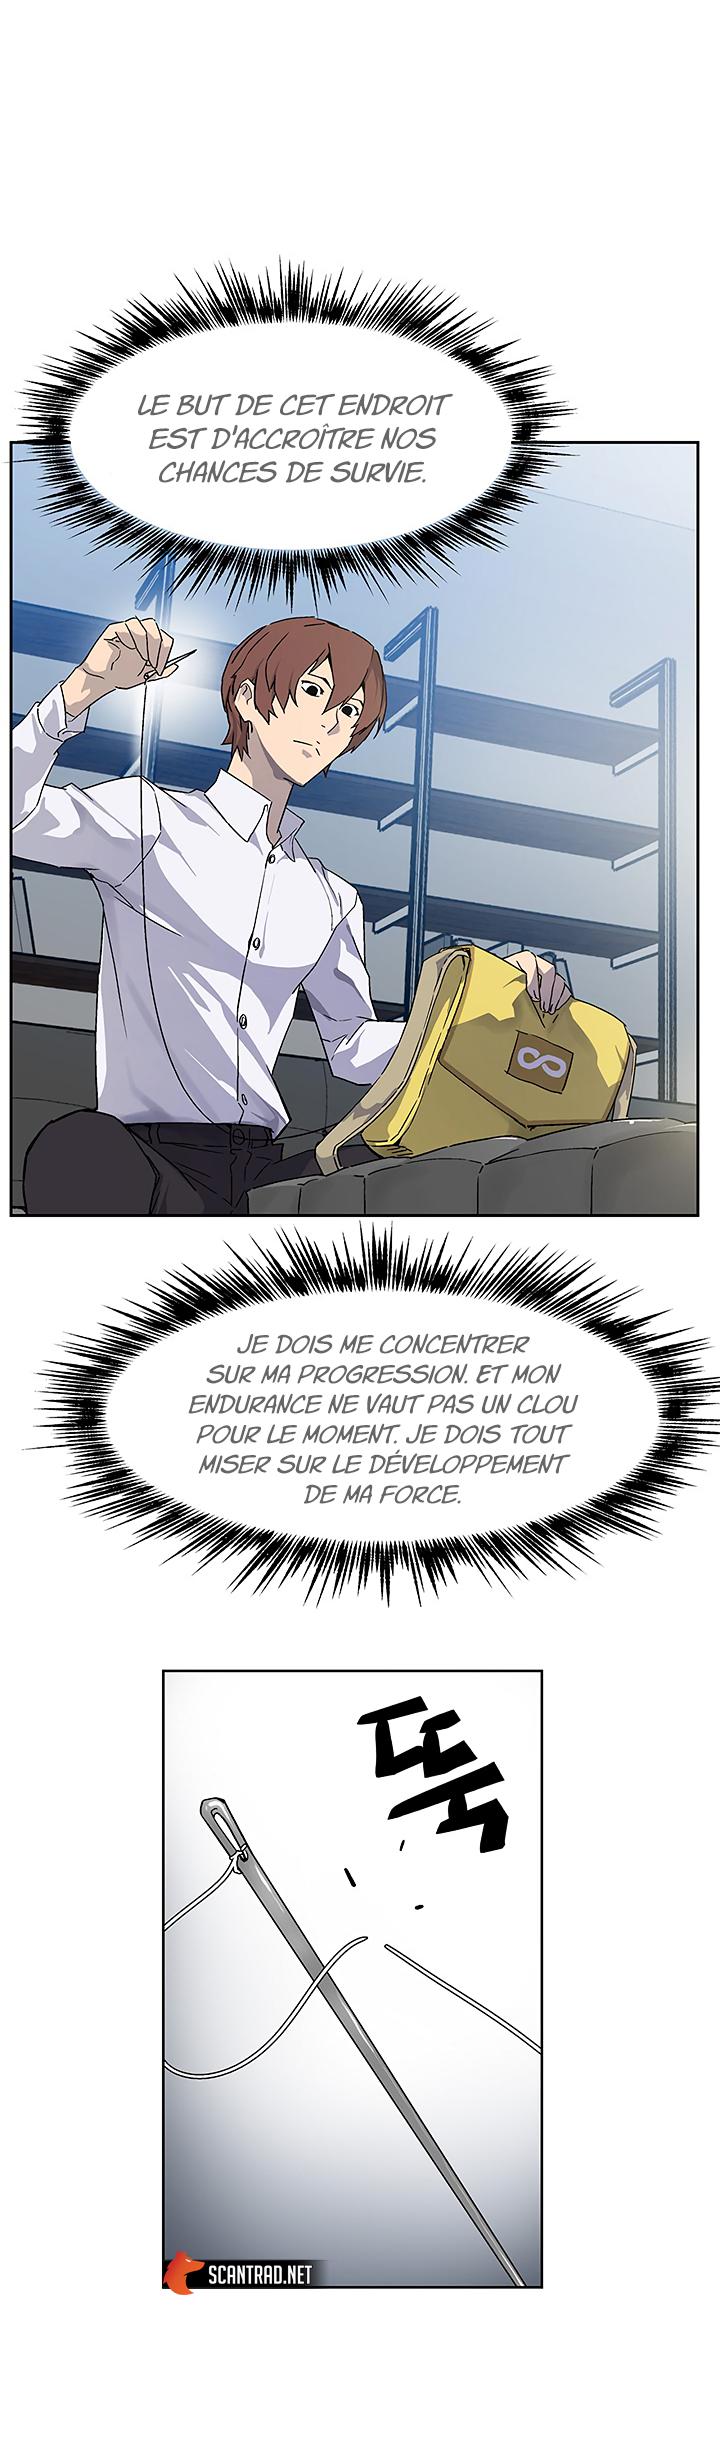 LE BUT DE CET ENDROIT
EST D'ACCROÎTRE NOS
CHANCES DE SURVIE.
JE DOIS ME CONCENTRER
SUR MA PROGRESSION. ET MON
ENDURANCE NE VAUT PAS UN CLOU
POUR LE MOMENT. JE DOIS TOUT
MISER SUR LE DÉVELOPPEMENT
DE MA FORCE.
뚝
SCANTRAD.NET